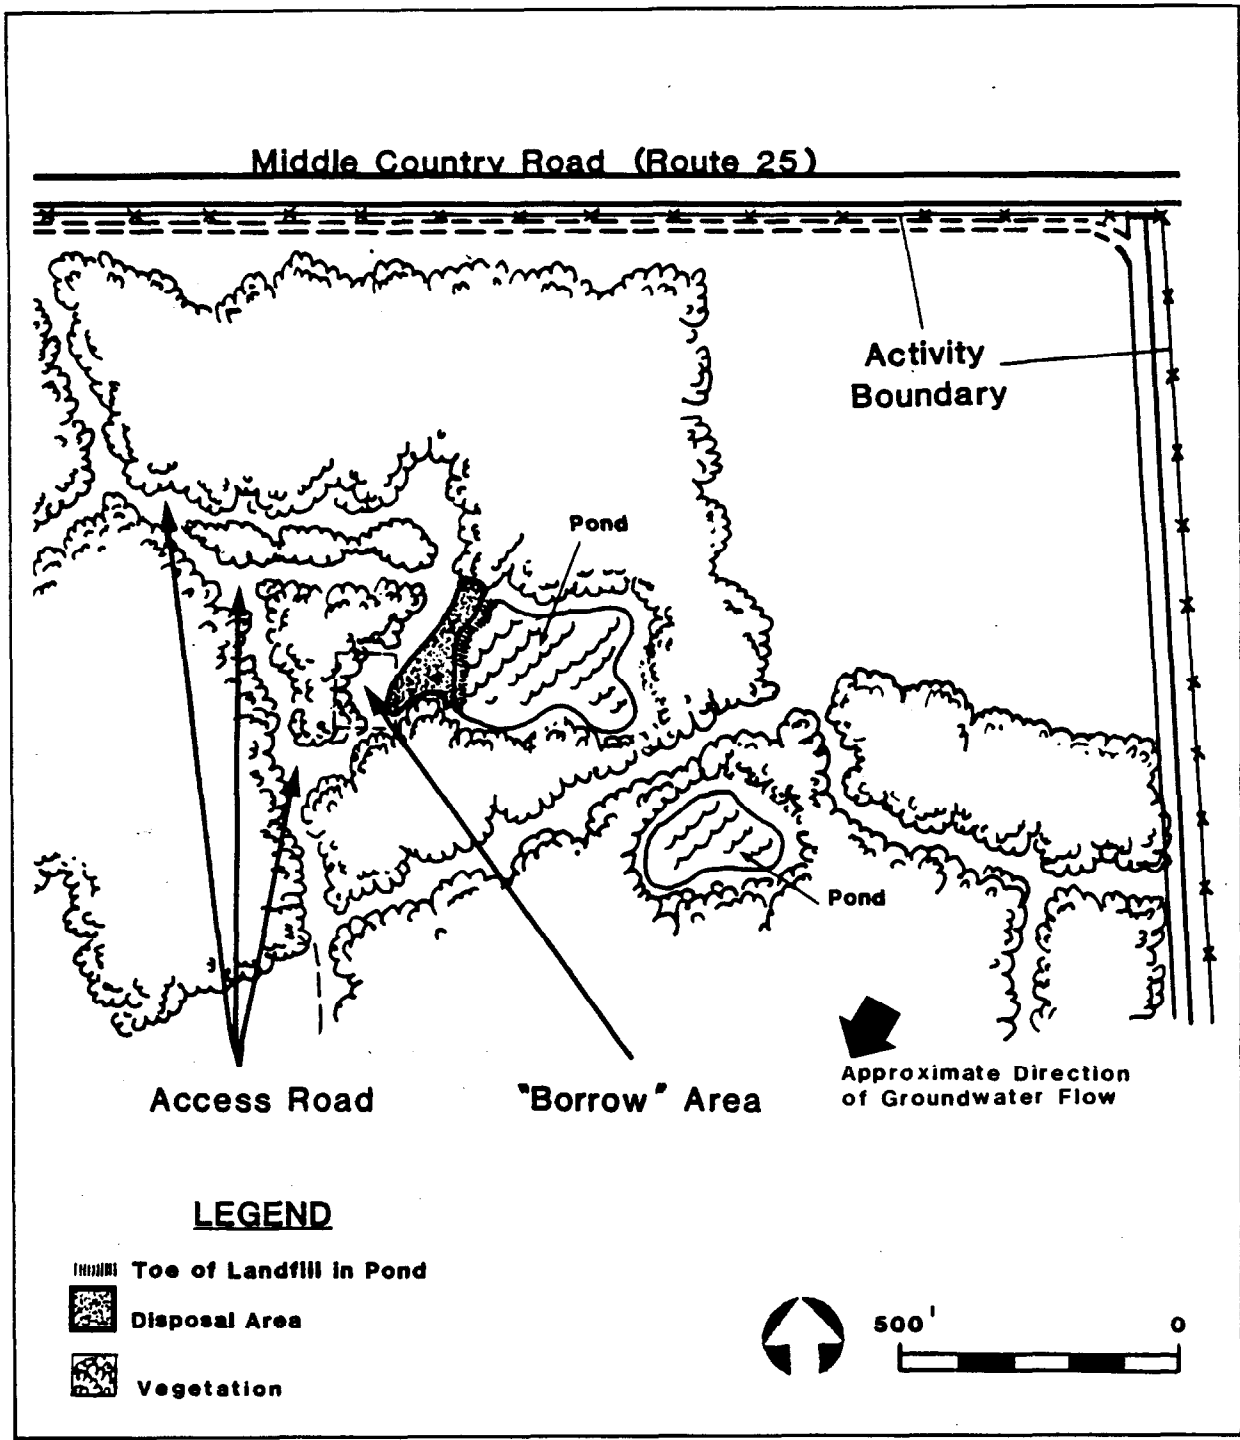 Middle Country Road (Route 25)
Activity
Boundary
Pond
Pond
Approximate Direction
of Groundwater Flow
Access Road
"Borrow" Area
LEGEND
Toe of Landfill in Pond
Disposal Area
Vegetation
500' 0